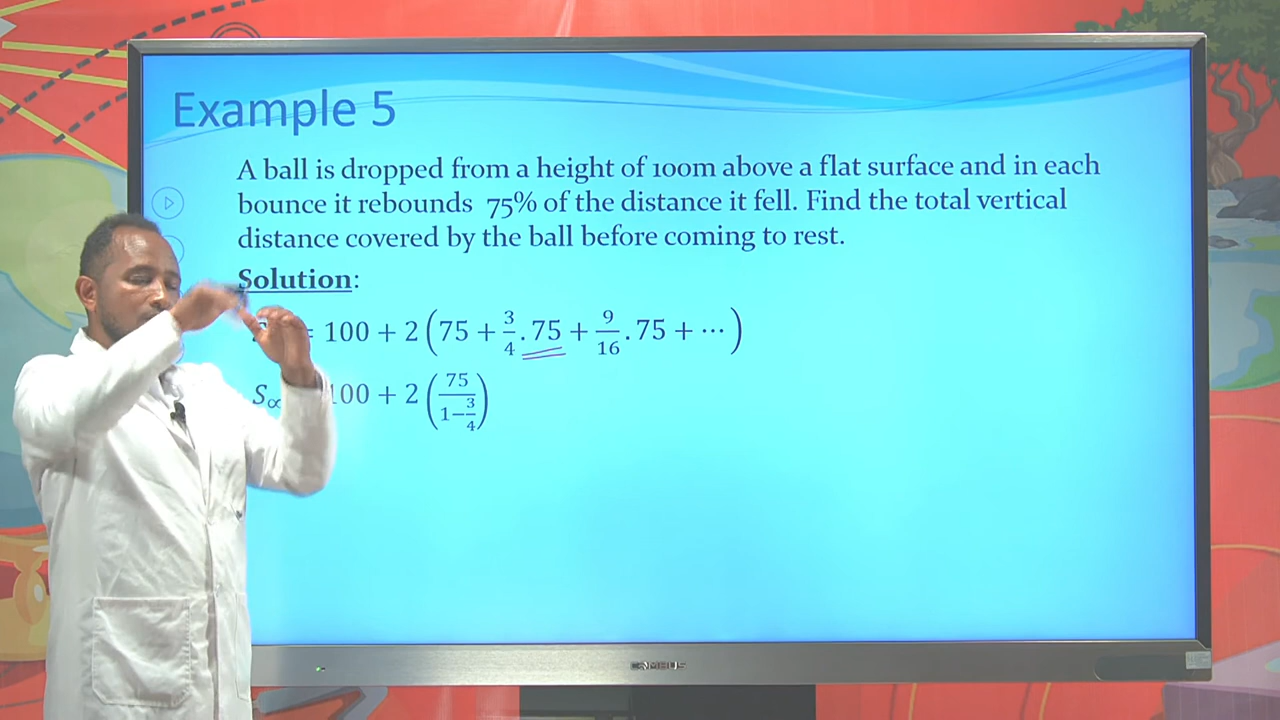 Example 5
A ball is dropped from a height of 100m above a flat surface and in each
bounce it rebounds 75% of the distance it fell. Find the total vertical
distance covered by the ball before coming to rest.
Solution:
= 100 + 2 ( 75 + 3/4 . 75 + 9/16 . 75 + ⋯ )
S∞ 100 + 2 ( 75 / (1 − 3/4) )